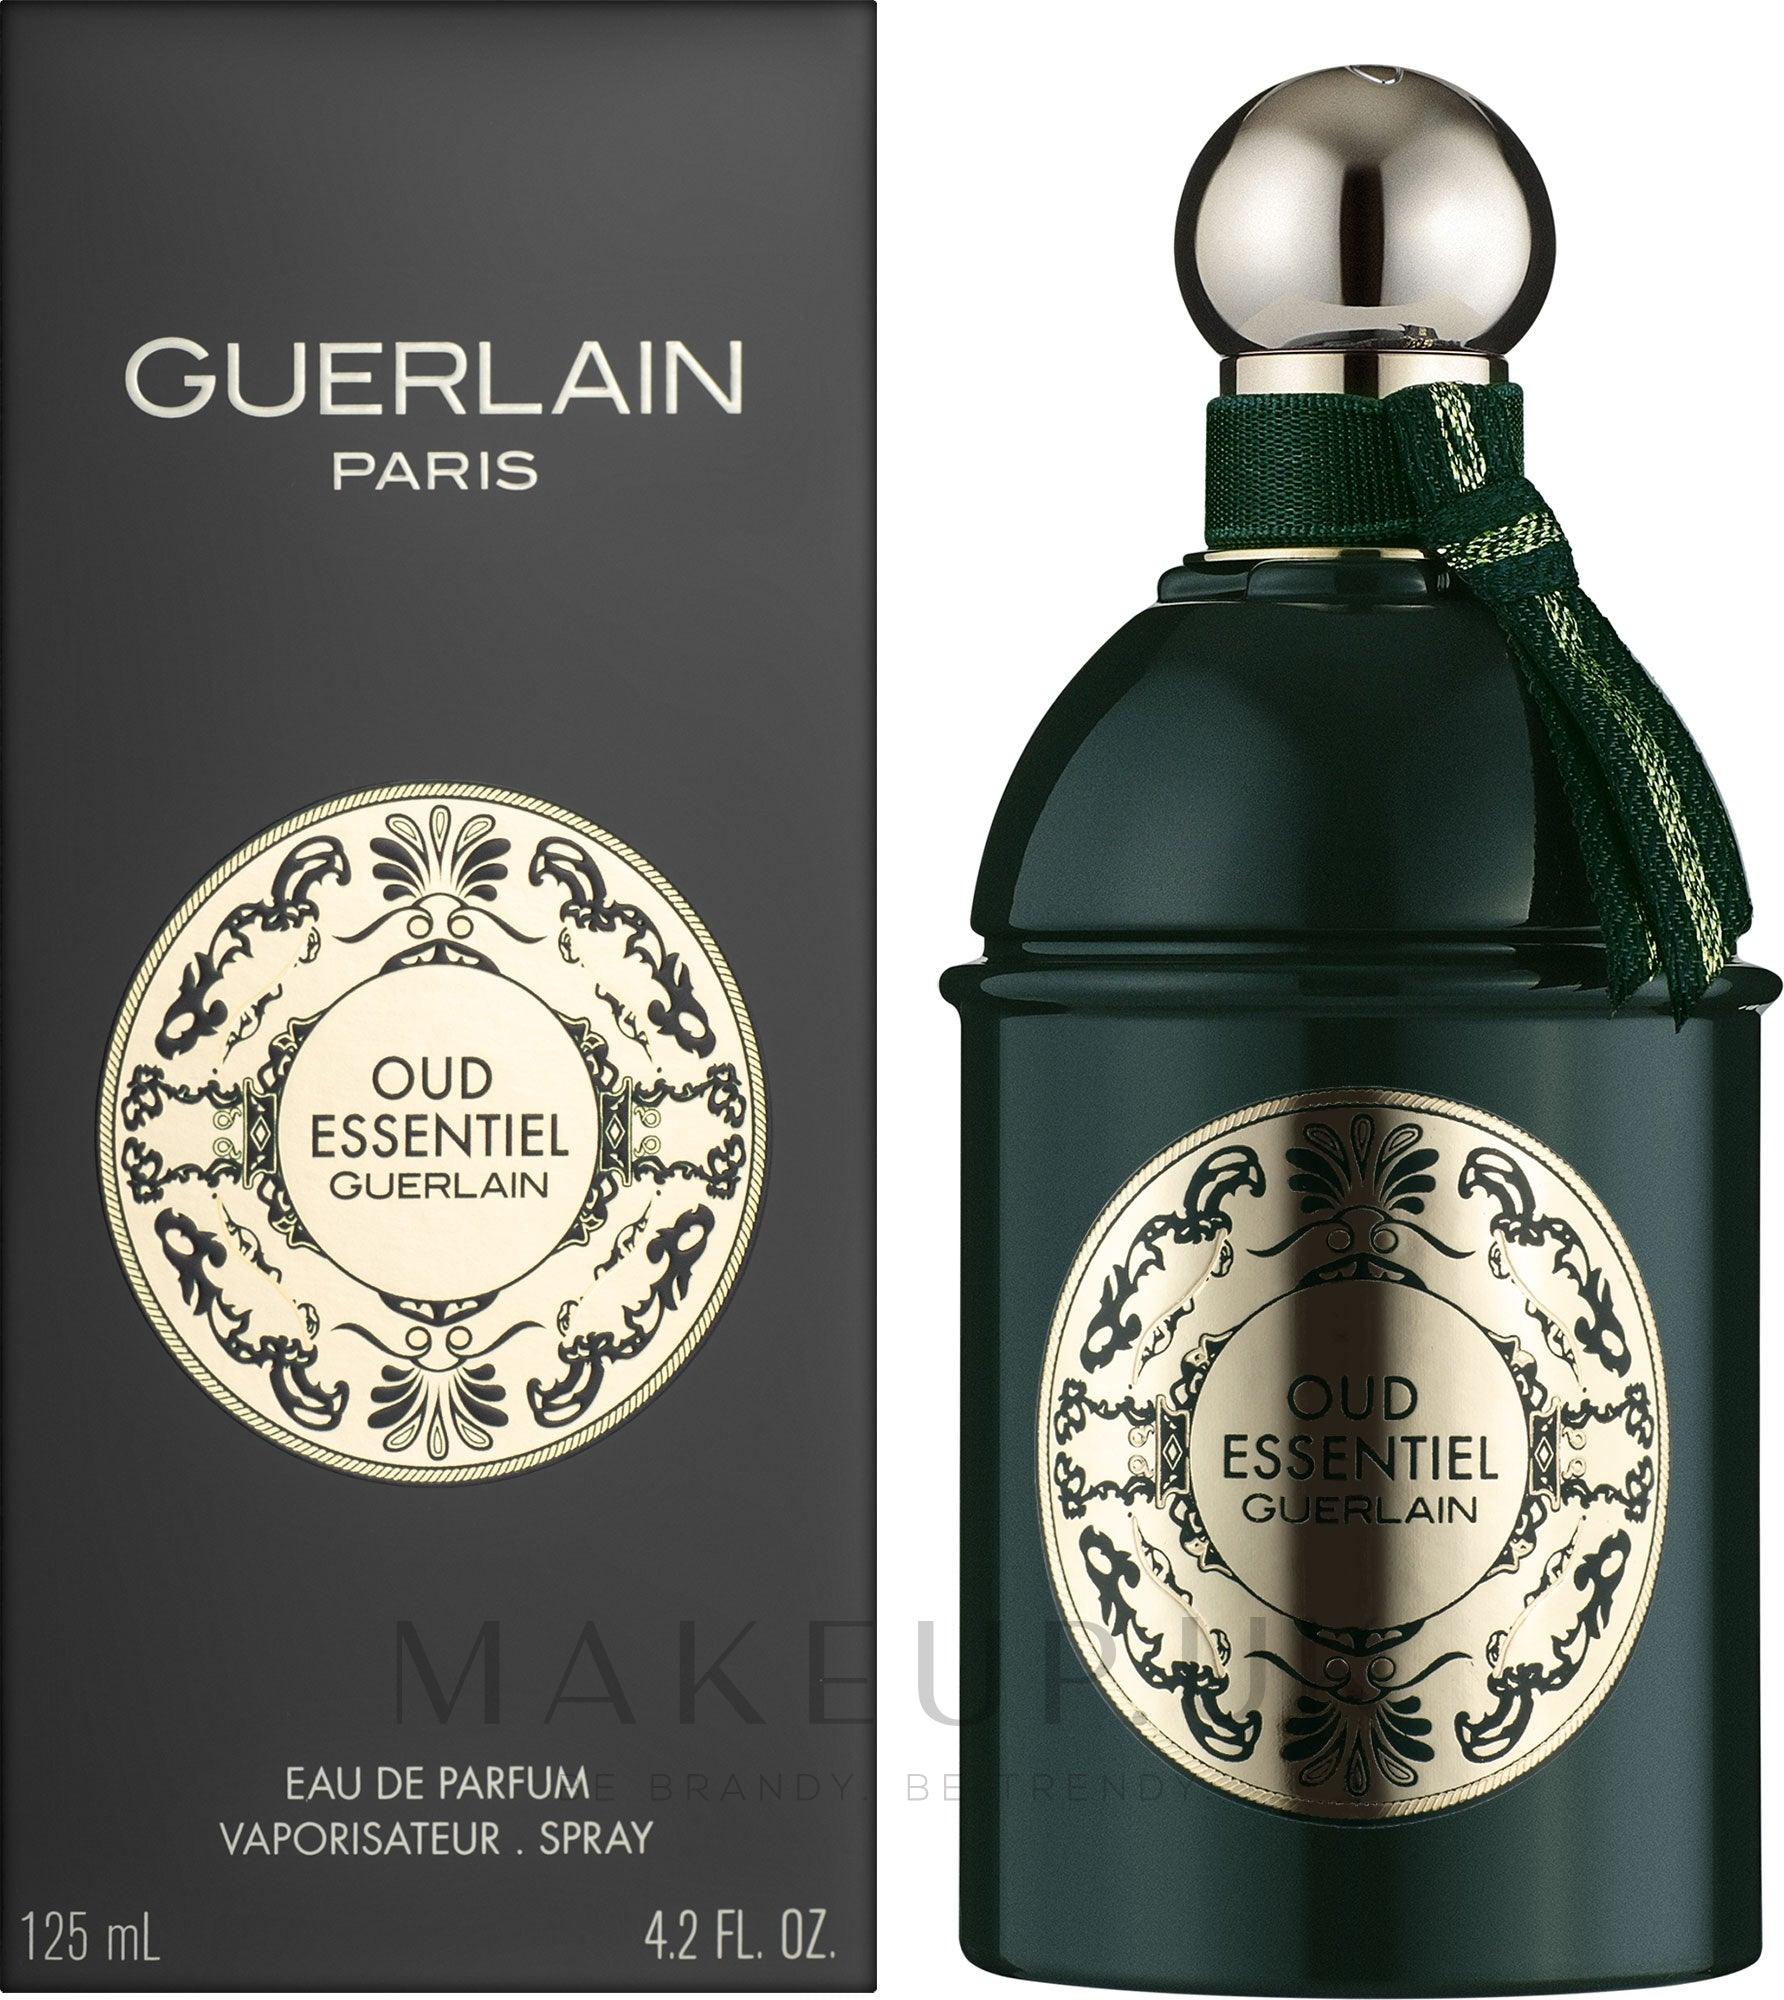 GUERLAIN
PARIS
OUD
ESSENTIEL
GUERLAIN
EAU DE PARFUM
VAPORISATEUR . SPRAY
125 mL
4.2 FL. OZ.
OUD
ESSENTIEL
GUERLAIN
MAKEUP.U
BE BRANDY. BE TRENDY